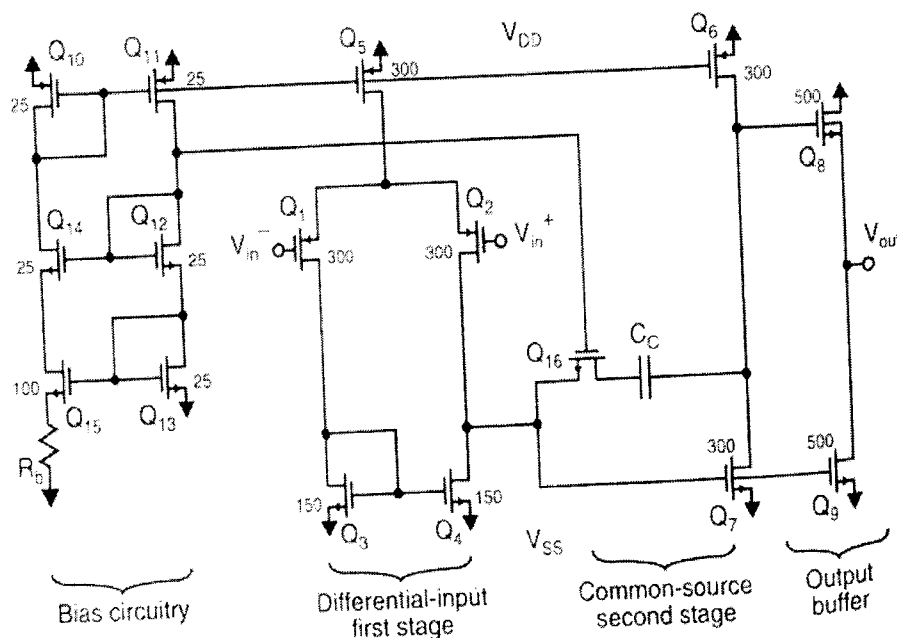 Q10
Q11
Q5
VDD
Q6
25
25
300
300
500
Q8
Q14
Q12
Q1
Q2
Vin−
Vin+
Vout
25
25
300
300
Q16
CC
100
25
Q15
Q13
Rb
300
500
150
150
Q3
Q4
VSS
Q7
Q9
Bias circuitry
Differential-input
first stage
Common-source
second stage
Output
buffer